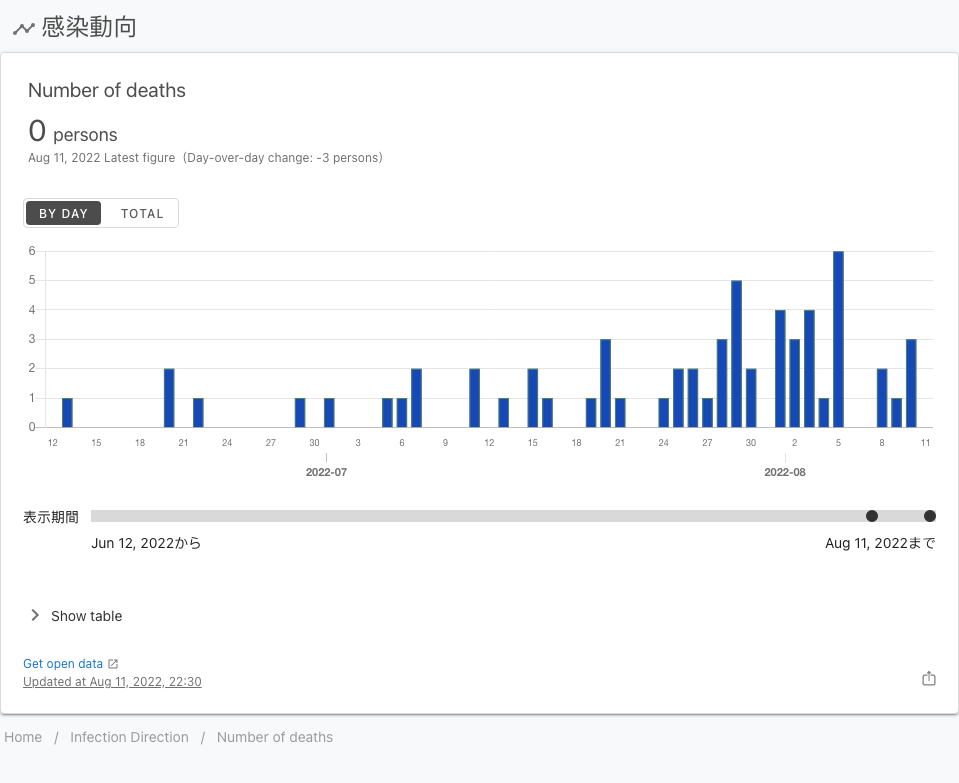 感染動向
Number of deaths
0 persons
Aug 11, 2022 Latest figure (Day-over-day change: -3 persons)
BY DAY TOTAL
6
5
4
3
2
1
0
12 15 18 21 24 27 30 3 6 9 12 15 18 21 24 27 30 2 5 8 11
2022-07 2022-08
表示期間
Jun 12, 2022から Aug 11, 2022まで
Show table
Get open data
Updated at Aug 11, 2022, 22:30
Home / Infection Direction / Number of deaths